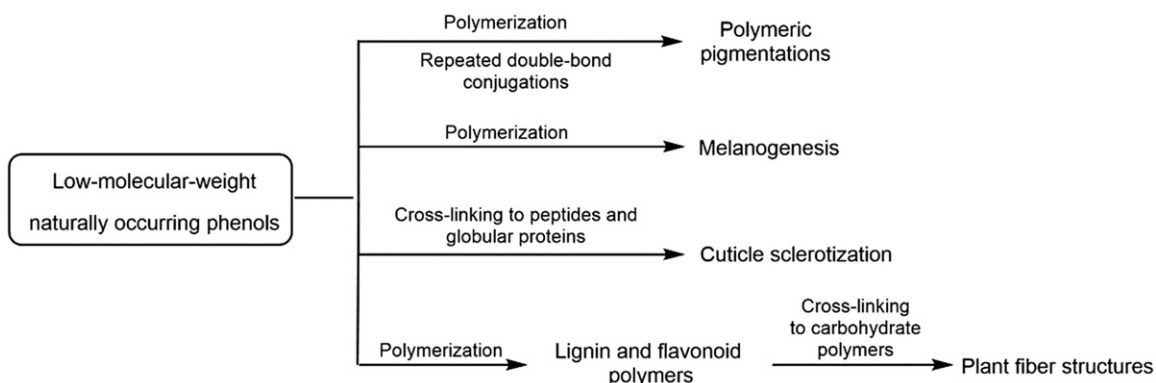 Low-molecular-weight
naturally occurring phenols
Polymerization
Repeated double-bond
conjugations
Polymeric
pigmentations
Polymerization
Melanogenesis
Cross-linking to peptides and
globular proteins
Cuticle sclerotization
Polymerization
Lignin and flavonoid
polymers
Cross-linking
to carbohydrate
polymers
Plant fiber structures